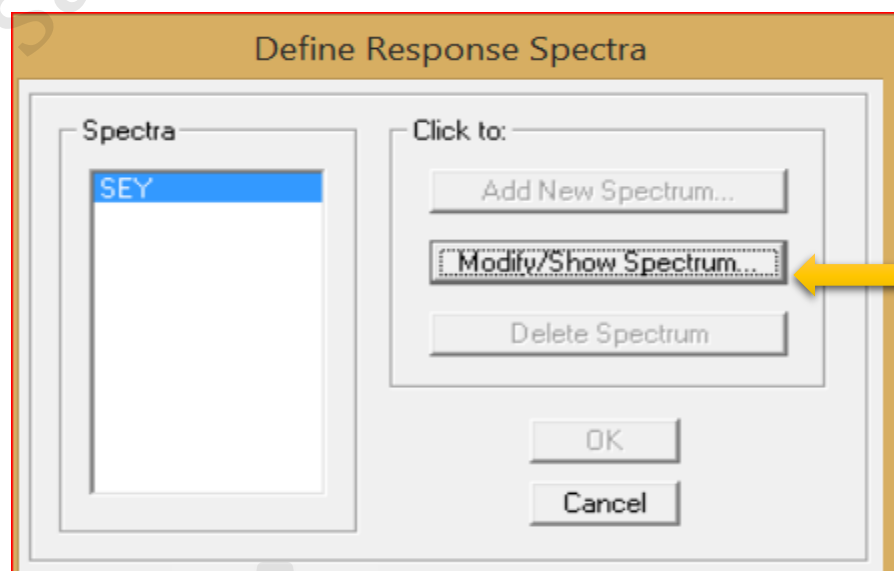 Define Response Spectra
Spectra
SEY
Click to:
Add New Spectrum...
Modify/Show Spectrum...
Delete Spectrum
OK
Cancel